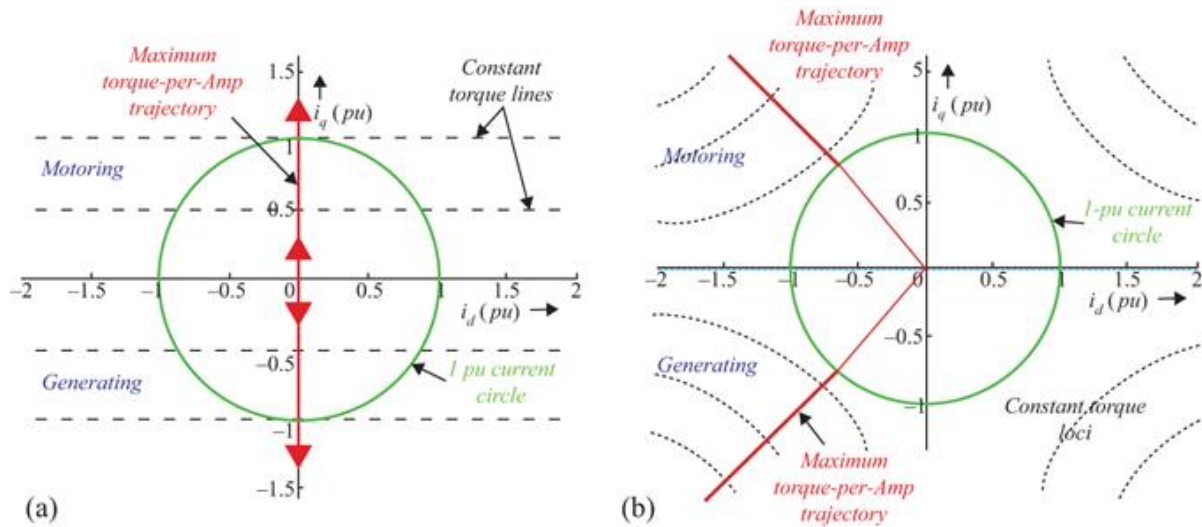 Maximum
torque-per-Amp
trajectory
1.5
i_q (pu)
Constant
torque lines
1
Motoring
0.5
−2
−1.5
−1
−0.5
0
0.5
1
1.5
2
i_d (pu)
−0.5
Generating
1 pu current
circle
−1
−1.5
(a)
Maximum
torque-per-Amp
trajectory
5
i_q (pu)
Motoring
1
0.5
1-pu current
circle
−2
−1.5
−1
−0.5
0
0.5
1
1.5
2
i_d (pu)
−0.5
Generating
−1
Constant torque
loci
Maximum
torque-per-Amp
trajectory
(b)